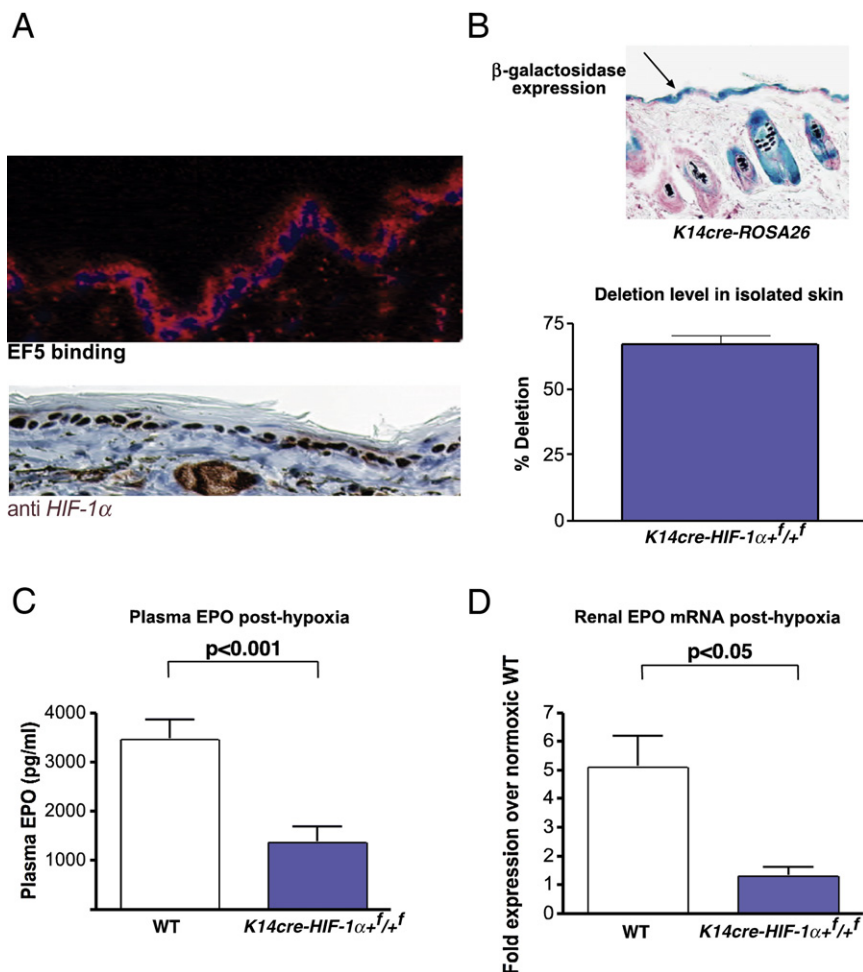 A
EF5 binding
anti HIF-1α
B
β-galactosidase
expression
K14cre-ROSA26
Deletion level in isolated skin
% Deletion
75
50
25
0
K14cre-HIF-1α+f/+f
C
Plasma EPO post-hypoxia
p<0.001
Plasma EPO (pg/ml)
4000
3000
2000
1000
WT
K14cre-HIF-1α+f/+f
D
Renal EPO mRNA post-hypoxia
p<0.05
Fold expression over normoxic WT
7
6
5
4
3
2
1
0
WT
K14cre-HIF-1α+f/+f